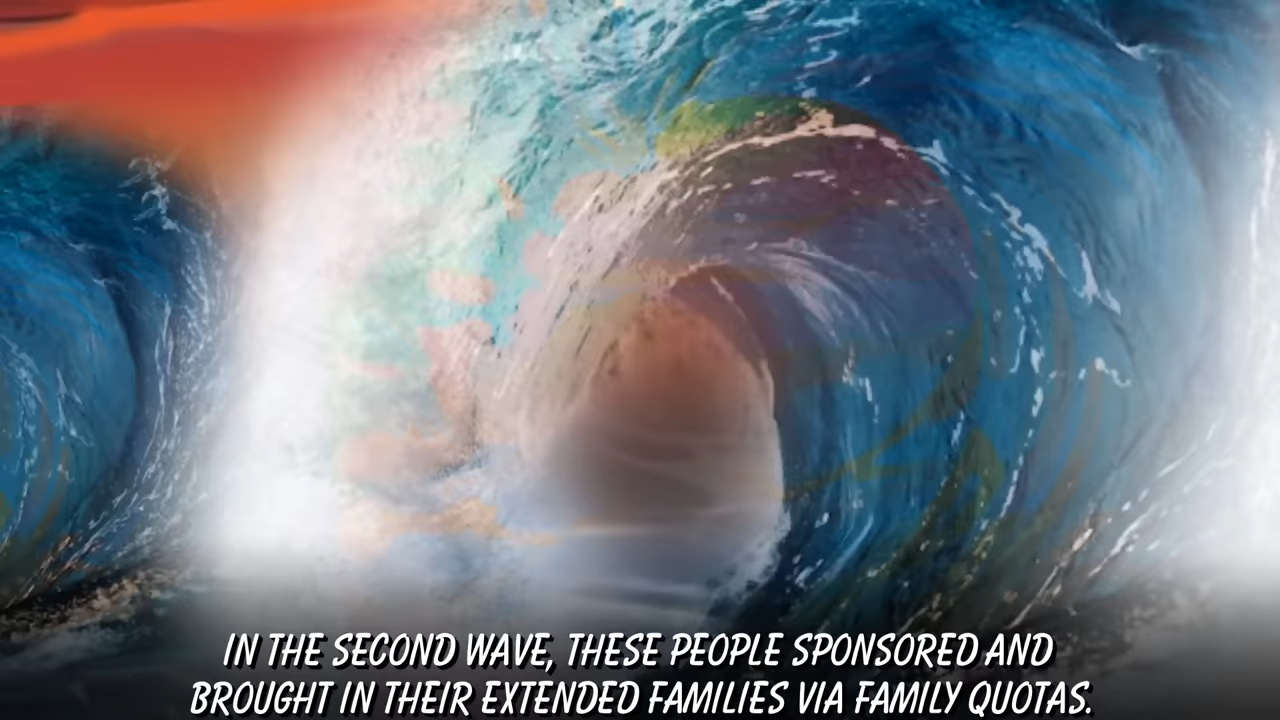 IN THE SECOND WAVE, THESE PEOPLE SPONSORED AND
BROUGHT IN THEIR EXTENDED FAMILIES VIA FAMILY QUOTAS.